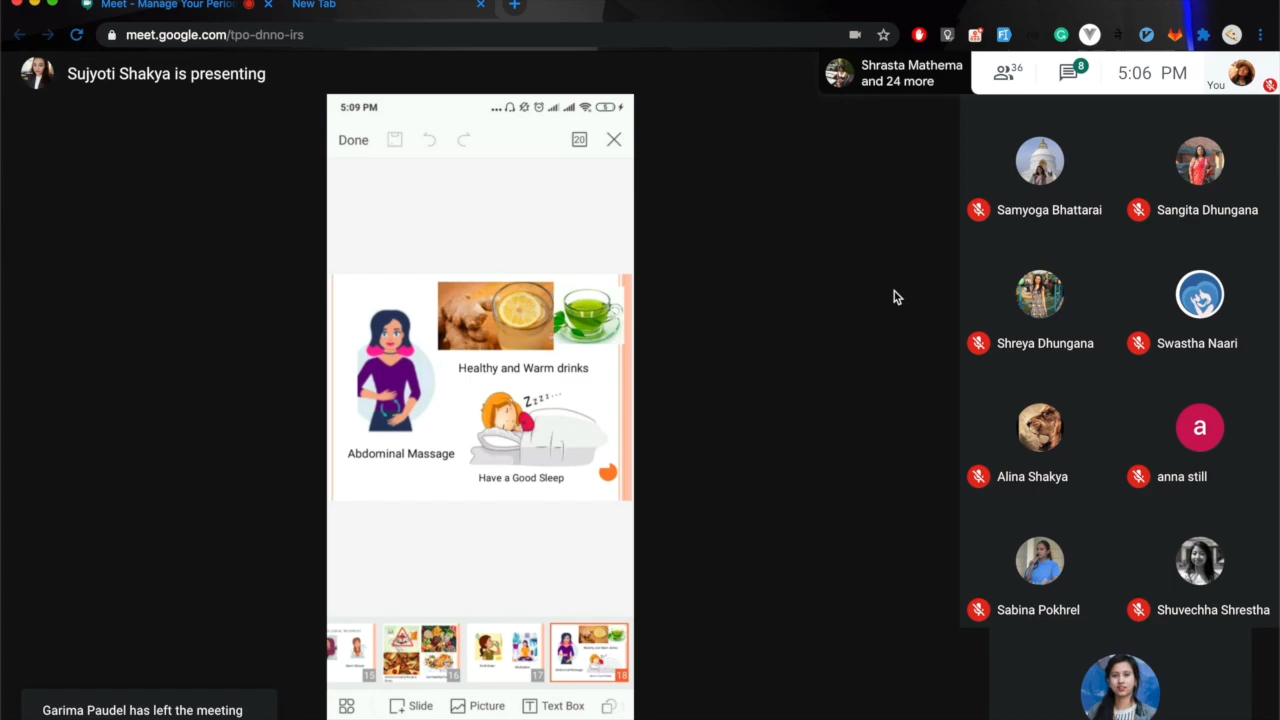 Meet - Manage Your Perio
New Tab
meet.google.com/tpo-dnno-irs
Sujyoti Shakya is presenting
Shrasta Mathema
and 24 more
36
8
5:06 PM
You
5:09 PM
Done
20
Healthy and Warm drinks
Zzzz...
Abdominal Massage
Have a Good Sleep
15
16
17
18
Slide
Picture
Text Box
Samyoga Bhattarai
Sangita Dhungana
Shreya Dhungana
Swastha Naari
a
Alina Shakya
anna still
Sabina Pokhrel
Shuvechha Shrestha
Garima Paudel has left the meeting